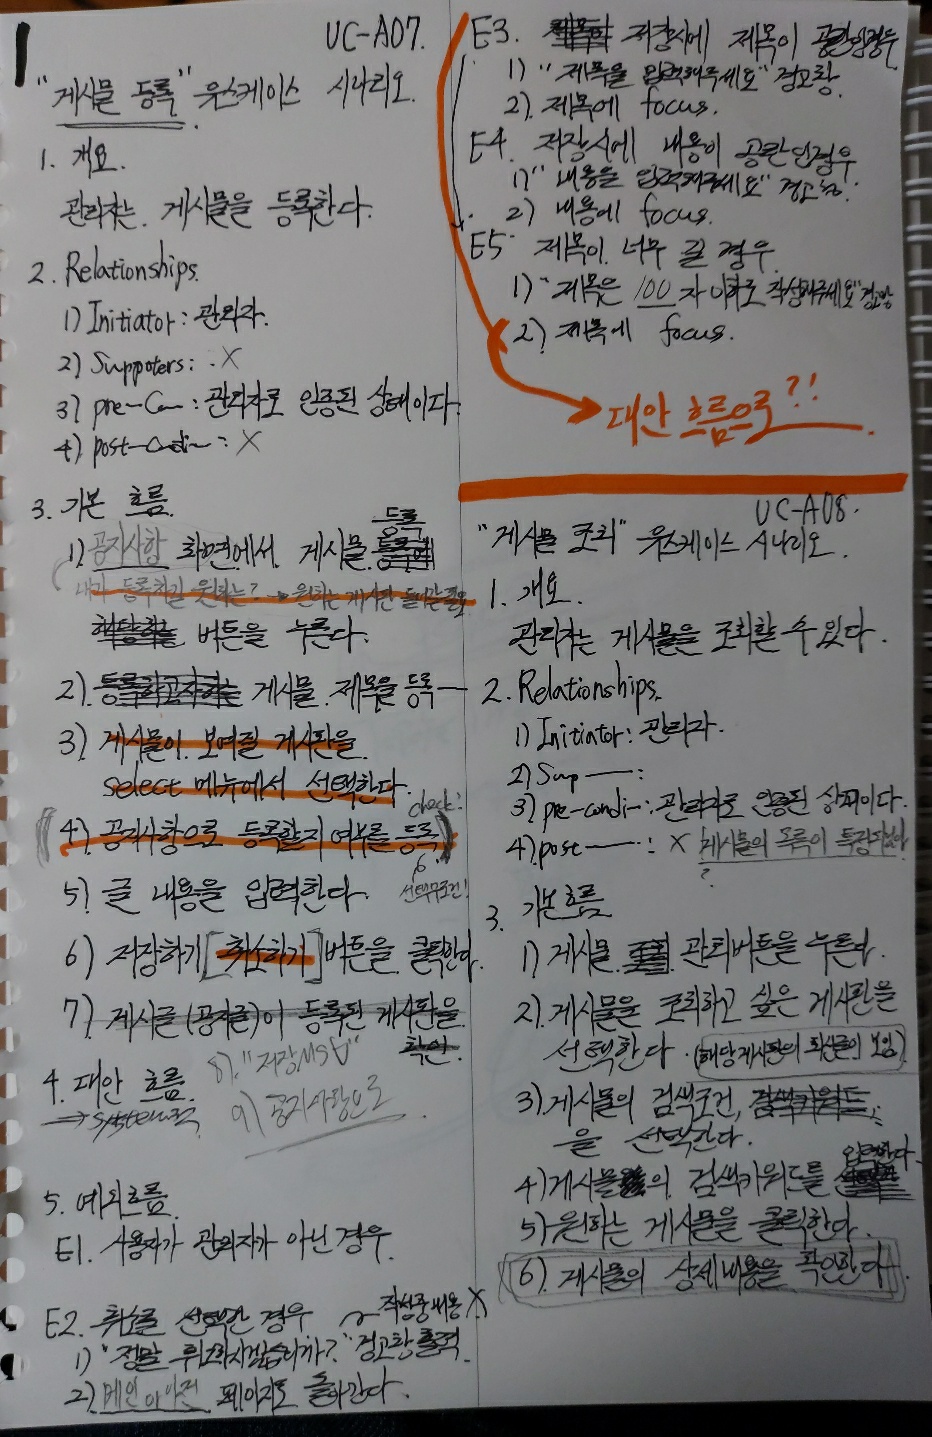 UC-A07.
"게시물 등록" 유스케이스 시나리오.
1. 개요.
관리자는 게시물을 등록한다.
2. Relationships.
1) Initiator: 관리자.
2) Suppoters: X
3) pre-C : 관리자로 인증된 상태이다.
4) post-condi : X
3. 기본 흐름.
등록
1) 공지사항 화면에서 게시물
내가 등록하길 원하는? → 원하는 게시판 들어갈 필요
버튼을 누른다.
2) 등록하고자하는 게시물 제목을 등록
3) 게시물이 보여질 게시판을
select 메뉴에서 선택한다.
check!
(4) 공지사항으로 등록할지 여부를 등록)
5) 글 내용을 입력한다.
6) 저장하기 [취소하기] 버튼을 클릭한다.
7) 게시글(공지글)이 등록된 게시판을
확인.
8) "저장MSG"
4. 대안 흐름.
9) 공지사항으로
5. 예외흐름
E1. 사용자가 관리자가 아닌 경우.
E2. 취소를 선택한 경우 ~ 작성중 내용 X
1) "정말 취소하시겠습니까?" 경고창 출력.
2) 페이지로 돌아간다.
E3. 저장시에 제목이 공란인경우
1) "제목을 입력해주세요" 경고창.
2). 제목에 focus.
E4. 저장시에 내용이 공란인경우
1) "내용을 입력해주세요" 경고창.
2) 내용에 focus.
E5 제목이 너무 길 경우
1) "제목은 100자 이하로 작성해주세요" 경고창
2) 제목에 focus.
대안 흐름으로??!
UC-A08.
"게시물 조회" 유스케이스 시나리오.
1. 개요.
관리자는 게시물을 조회할 수 있다.
2. Relationships.
1) Initiator: 관리자.
2) Sup :
3) pre-condi : 관리자로 인증된 상태이다.
4) post : X 게시물의 목록이
?
3. 기본흐름
1) 게시물 관리버튼을 누른다.
2). 게시물을 조회하고 싶은 게시판을
선택한다. (해당게시판의 최신글이 보임)
3) 게시물의 검색조건, 검색키워드
을 선택한다.
입력한다.
4) 게시물의 검색키워드를
5) 원하는 게시물을 클릭한다.
6). 게시물의 상세내용을 확인한다.